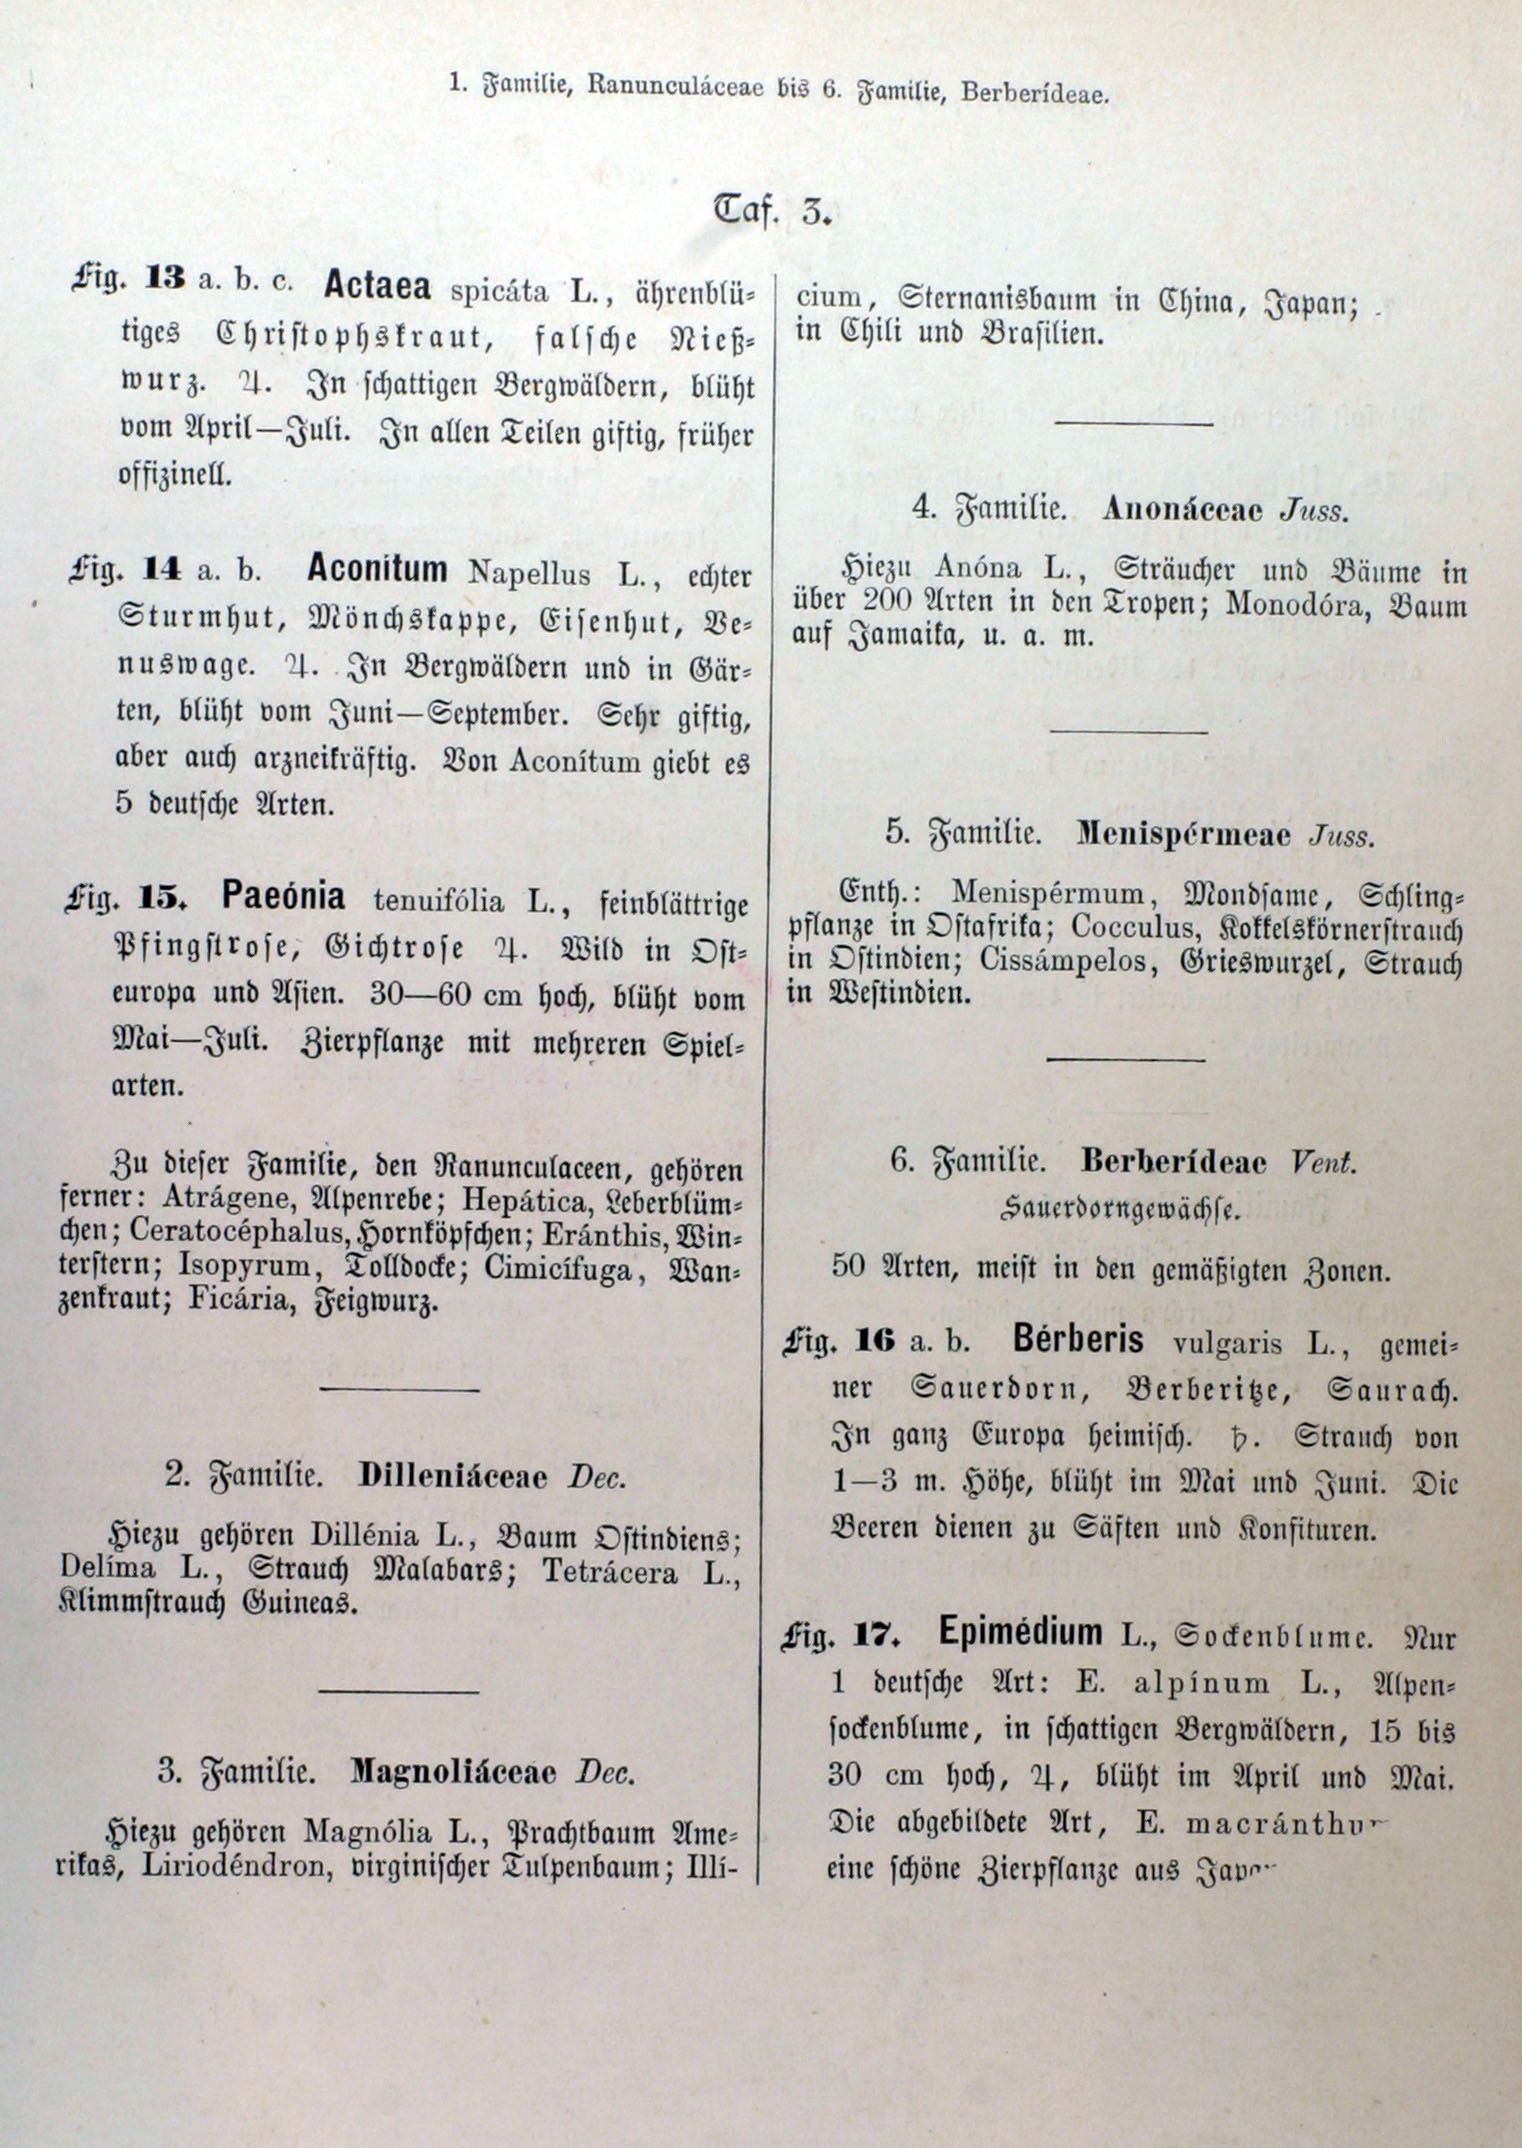 1. Familie, Ranunculáceae bis 6. Familie, Berberídeae.
Taf. 3.
Fig. 13 a. b. c. Actaea spicáta L., ährenblü-
tiges Christophskraut, falsche Nieß-
wurz. ♃. In schattigen Bergwäldern, blüht
vom April—Juli. In allen Teilen giftig, früher
offizinell.
Fig. 14 a. b. Aconitum Napellus L., echter
Sturmhut, Mönchskappe, Eisenhut, Ve-
nuswage. ♃. In Bergwäldern und in Gär-
ten, blüht vom Juni—September. Sehr giftig,
aber auch arzneikräftig. Von Aconítum giebt es
5 deutsche Arten.
Fig. 15. Paeónia tenuifólia L., feinblättrige
Pfingstrose, Gichtrose ♃. Wild in Ost-
europa und Asien. 30—60 cm hoch, blüht vom
Mai—Juli. Zierpflanze mit mehreren Spiel-
arten.
Zu dieser Familie, den Ranunculaceen, gehören
ferner: Atrágene, Alpenrebe; Hepática, Leberblüm-
chen; Ceratocéphalus, Hornköpfchen; Eránthis, Win-
terstern; Isopyrum, Tolldocke; Cimicífuga, Wan-
zenkraut; Ficária, Feigwurz.
2. Familie. Dilleniáceae Dec.
Hiezu gehören Dillénia L., Baum Ostindiens;
Delíma L., Strauch Malabars; Tetrácera L.,
Klimmstrauch Guineas.
3. Familie. Magnoliáceae Dec.
Hiezu gehören Magnólia L., Prachtbaum Ame-
rikas, Liriodéndron, virginischer Tulpenbaum; Illí-
cium, Sternanisbaum in China, Japan;
in Chili und Brasilien.
4. Familie. Anonáceae Juss.
Hiezu Anóna L., Sträucher und Bäume in
über 200 Arten in den Tropen; Monodóra, Baum
auf Jamaika, u. a. m.
5. Familie. Menispérmeae Juss.
Enth.: Menispérmum, Mondsame, Schling-
pflanze in Ostafrika; Cocculus, Kokkelskörnerstrauch
in Ostindien; Cissámpelos, Grieswurzel, Strauch
in Westindien.
6. Familie. Berberídeae Vent.
Sauerdorngewächse.
50 Arten, meist in den gemäßigten Zonen.
Fig. 16 a. b. Bérberis vulgaris L., gemei-
ner Sauerdorn, Berberitze, Saurach.
In ganz Europa heimisch. ♄. Strauch von
1—3 m. Höhe, blüht im Mai und Juni. Die
Beeren dienen zu Säften und Konfituren.
Fig. 17. Epimédium L., Sockenblume. Nur
1 deutsche Art: E. alpínum L., Alpen-
sockenblume, in schattigen Bergwäldern, 15 bis
30 cm hoch, ♃, blüht im April und Mai.
Die abgebildete Art, E.
eine schöne Zierpflanze aus